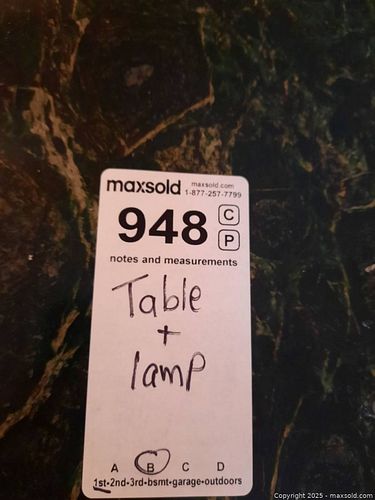 maxsold maxsold.com
1-877-257-7799
948 C
P
notes and measurements
Table
+
lamp
A B C D
1st•2nd•3rd•bsmt•garage•outdoors
Copyright © 2025 - maxsold.com